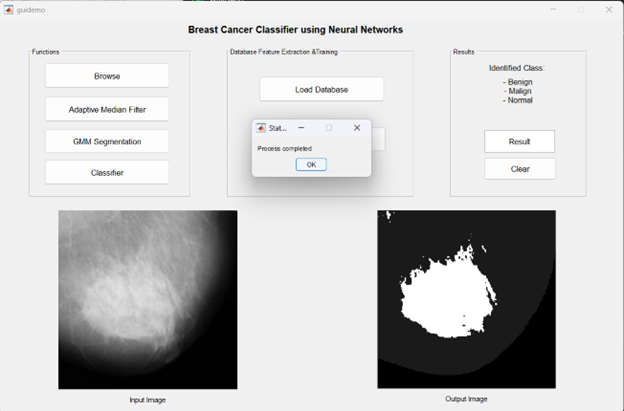 guidemo
Breast Cancer Classifier using Neural Networks
Functions
Browse
Adaptive Median Filter
GMM Segmentation
Classifier
Database Feature Extraction &Training
Load Database
Stat...
Process completed
OK
Results
Identified Class:
- Benign
- Malign
- Normal
Result
Clear
Input Image
Output Image